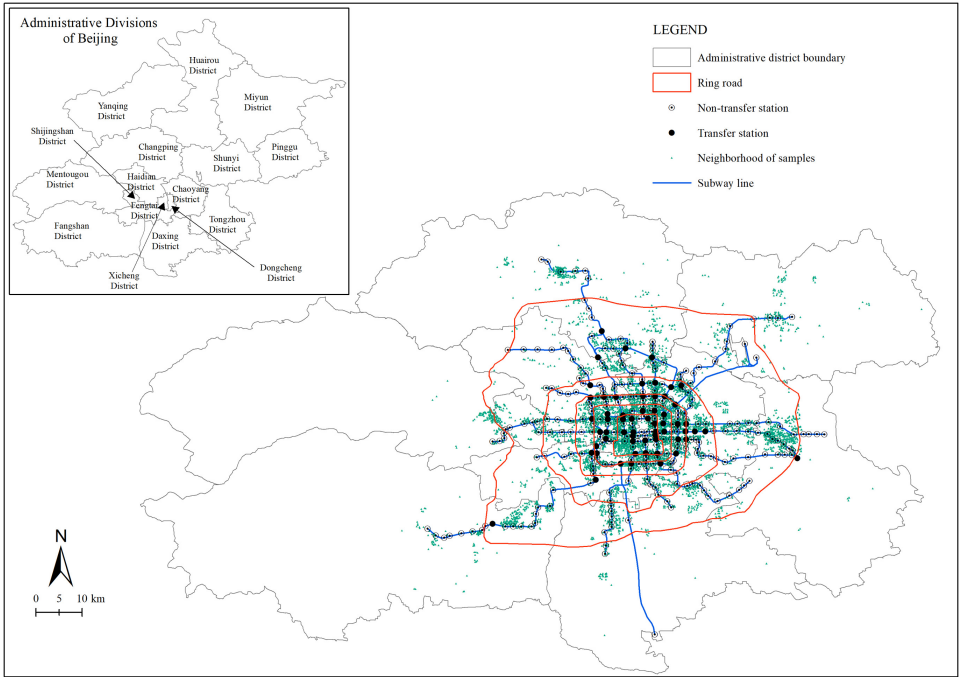 Administrative Divisions
of Beijing
Huairou
District
Miyun
District
Yanqing
District
Shijingshan
District
Changping
District
Shunyi
District
Pinggu
District
Mentougou
District
Haidian
District
Chaoyang
District
Fengtai
District
Tongzhou
District
Fangshan
District
Daxing
District
Xicheng
District
Dongcheng
District
LEGEND
Administrative district boundary
Ring road
Non-transfer station
Transfer station
Neighborhood of samples
Subway line
N
0 5 10 km